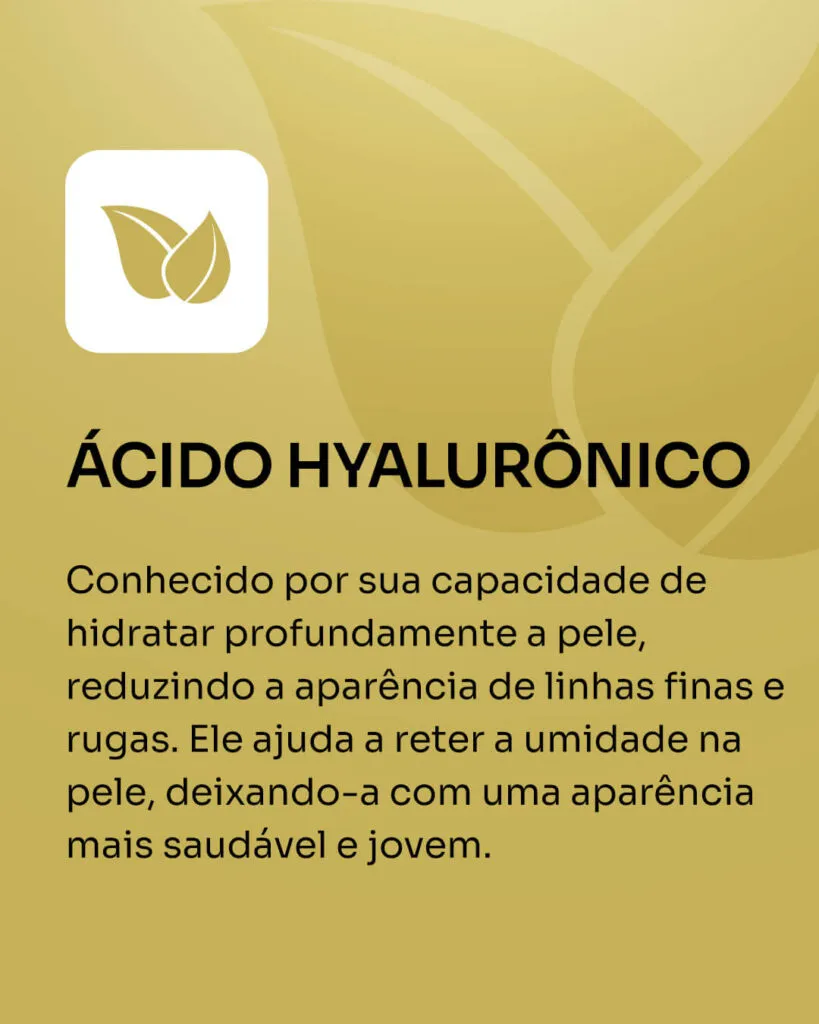 ÁCIDO HYALURÔNICO
Conhecido por sua capacidade de
hidratar profundamente a pele,
reduzindo a aparência de linhas finas e
rugas. Ele ajuda a reter a umidade na
pele, deixando-a com uma aparência
mais saudável e jovem.